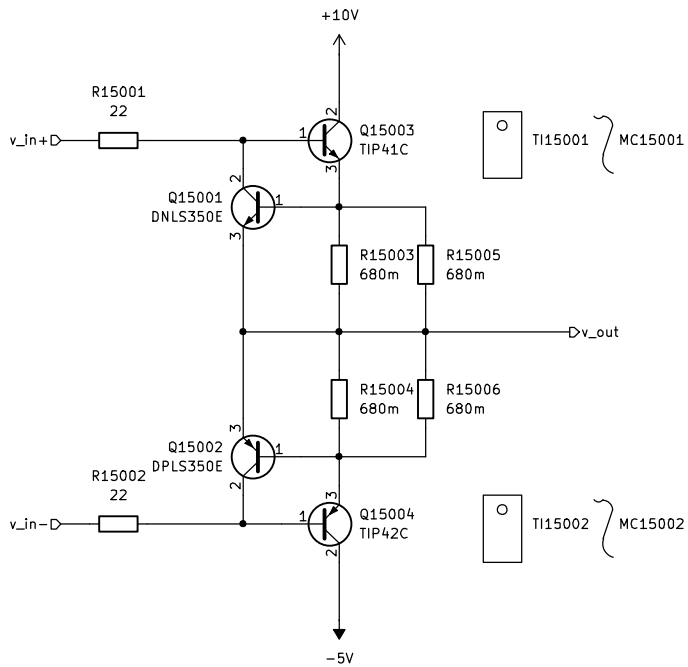 +10V
R15001
22
v_in+
1
2
3
Q15003
TIP41C
TI15001
MC15001
2
Q15001
DNLS350E
1
3
R15003
680m
R15005
680m
v_out
R15004
680m
R15006
680m
3
Q15002
DPLS350E
1
2
R15002
22
v_in-
1
3
2
Q15004
TIP42C
TI15002
MC15002
-5V